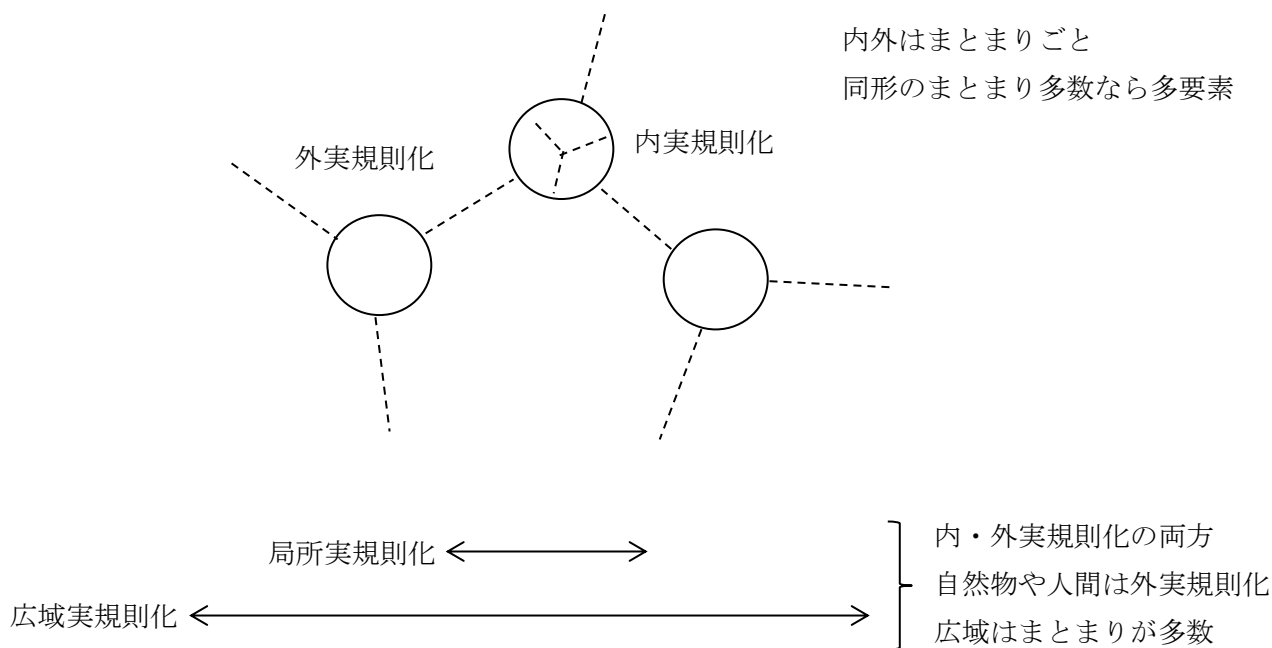 内外はまとまりごと
同形のまとまり多数なら多要素
内実規則化
外実規則化
局所実規則化
広域実規則化
内・外実規則化の両方
自然物や人間は外実規則化
広域はまとまりが多数